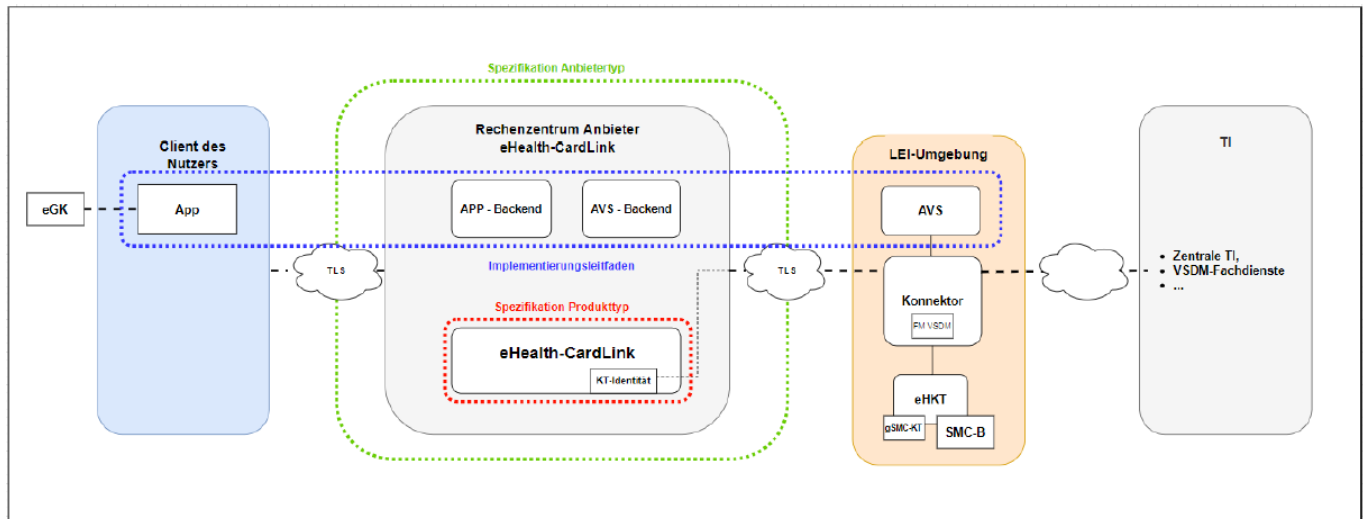 Spezifikation Anbietertyp
Client des
Nutzers
eGK
App
TLS
Rechenzentrum Anbieter
eHealth-CardLink
APP - Backend
AVS - Backend
Implementierungsleitfaden
Spezifikation Produkttyp
eHealth-CardLink
KT-Identität
TLS
LEI-Umgebung
AVS
Konnektor
FM VSDM
eHKT
gSMC-KT
SMC-B
TI
• Zentrale TI,
• VSDM-Fachdienste
• ...